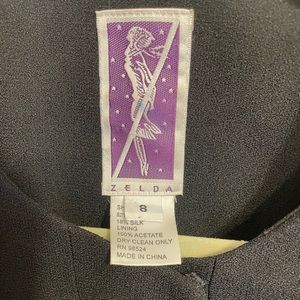 ZELDA
8
18% SILK
LINING
100% ACETATE
DRY CLEAN ONLY
RN 98524
MADE IN CHINA